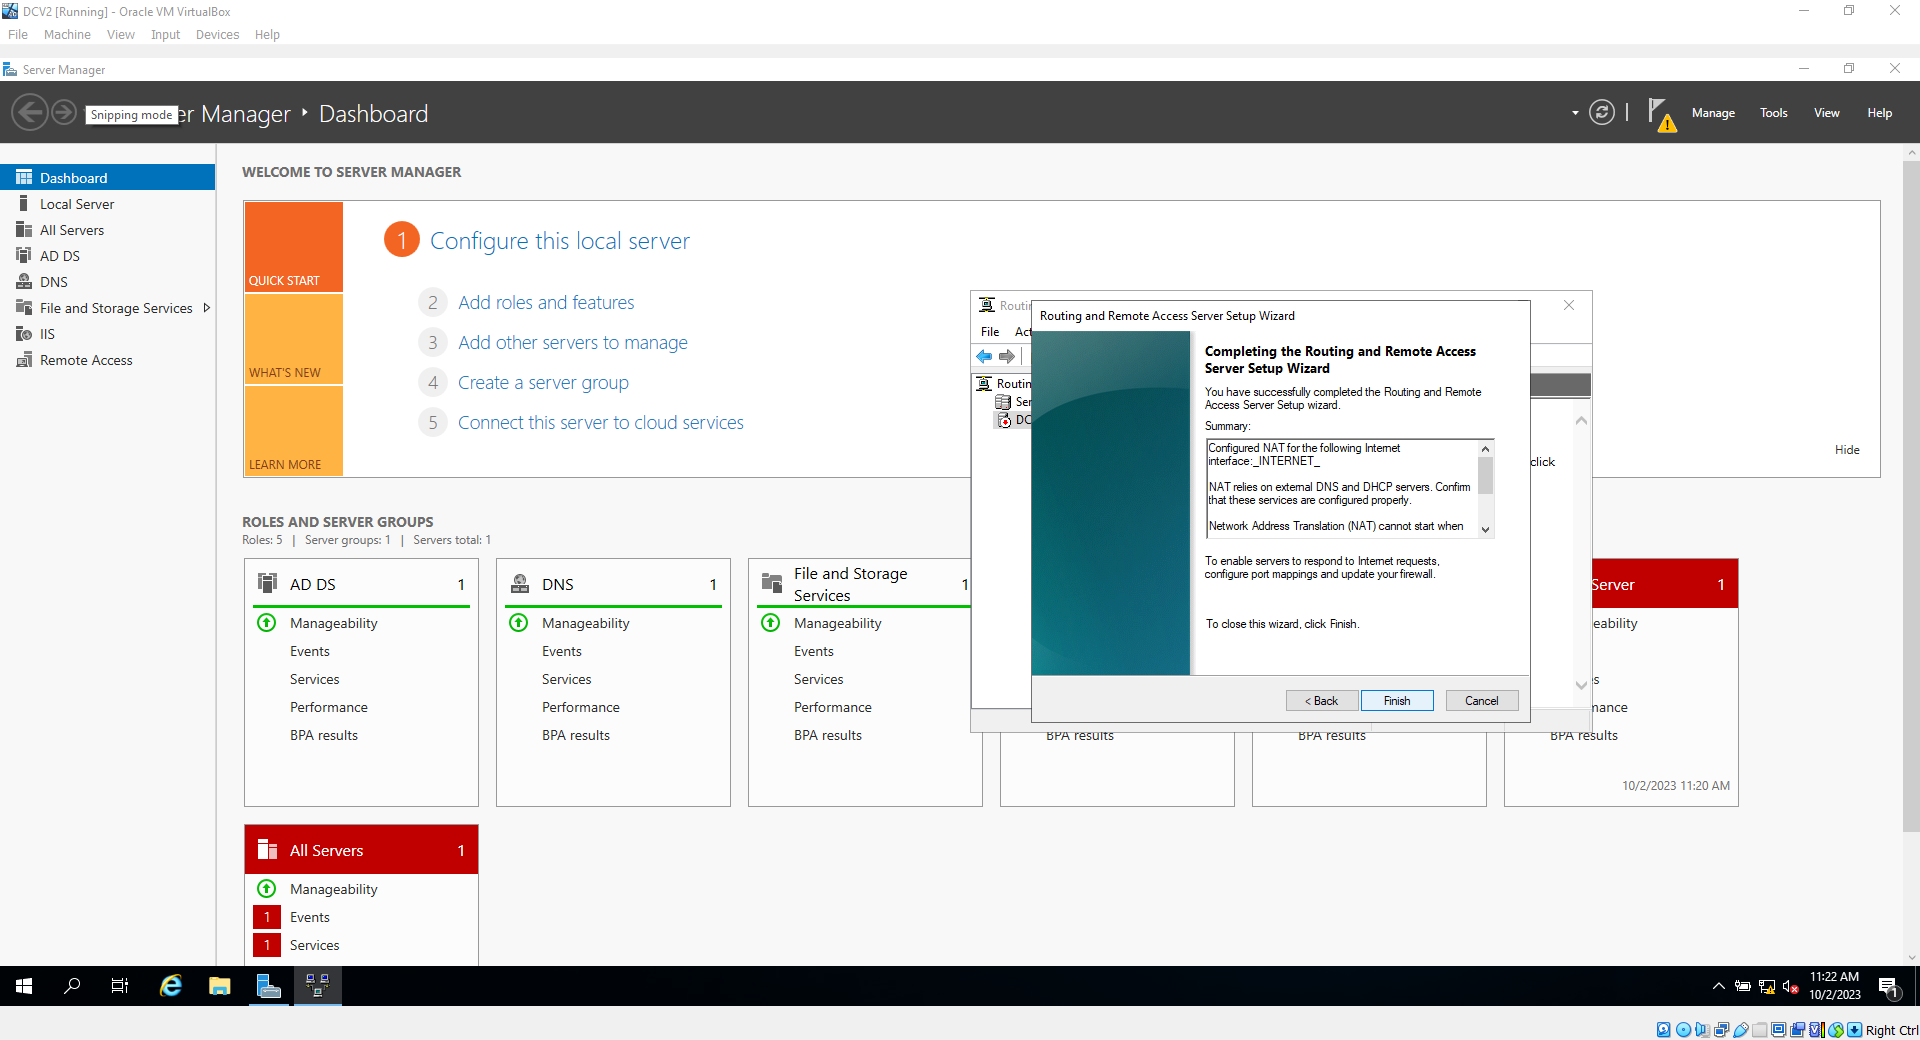 DCV2 [Running] - Oracle VM VirtualBox
File Machine View Input Devices Help
Server Manager
Snipping mode
er Manager ‣ Dashboard
Manage Tools View Help
Dashboard
Local Server
All Servers
AD DS
DNS
File and Storage Services
IIS
Remote Access
WELCOME TO SERVER MANAGER
QUICK START
WHAT'S NEW
LEARN MORE
1 Configure this local server
2 Add roles and features
3 Add other servers to manage
4 Create a server group
5 Connect this server to cloud services
Hide
ROLES AND SERVER GROUPS
Roles: 5 | Server groups: 1 | Servers total: 1
AD DS 1
Manageability
Events
Services
Performance
BPA results
DNS 1
Manageability
Events
Services
Performance
BPA results
File and Storage
Services
1
Manageability
Events
Services
Performance
BPA results
BPA results
BPA results
Server 1
eability
s
nance
BPA results
10/2/2023 11:20 AM
All Servers 1
Manageability
1 Events
1 Services
Routi
File Act
Routin
Ser
DC
click
Routing and Remote Access Server Setup Wizard
Completing the Routing and Remote Access
Server Setup Wizard
You have successfully completed the Routing and Remote
Access Server Setup wizard.
Summary:
Configured NAT for the following Internet
interface:_INTERNET_
NAT relies on external DNS and DHCP servers. Confirm
that these services are configured properly.
Network Address Translation (NAT) cannot start when
To enable servers to respond to Internet requests,
configure port mappings and update your firewall.
To close this wizard, click Finish.
< Back Finish Cancel
11:22 AM
10/2/2023
1
Right Ctrl